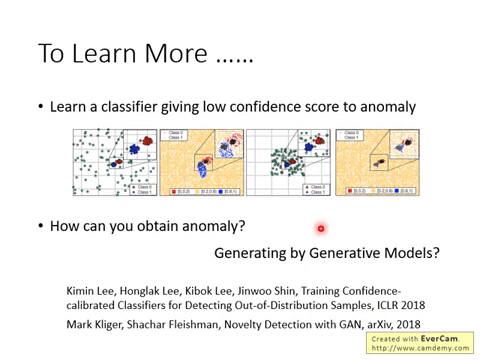 To Learn More ……
• Learn a classifier giving low confidence score to anomaly
Class 0
Class 1
Class 0
Class 1
[0,0.2) [0.2,0.8) [0.8,1)
Class 0
Class 1
Class 0
Class 1
[0,0.2) [0.2,0.8) [0.8,1)
• How can you obtain anomaly?
Generating by Generative Models?
Kimin Lee, Honglak Lee, Kibok Lee, Jinwoo Shin, Training Confidence-
calibrated Classifiers for Detecting Out-of-Distribution Samples, ICLR 2018
Mark Kliger, Shachar Fleishman, Novelty Detection with GAN, arXiv, 2018
Created with EverCam.
http://www.camdemy.com